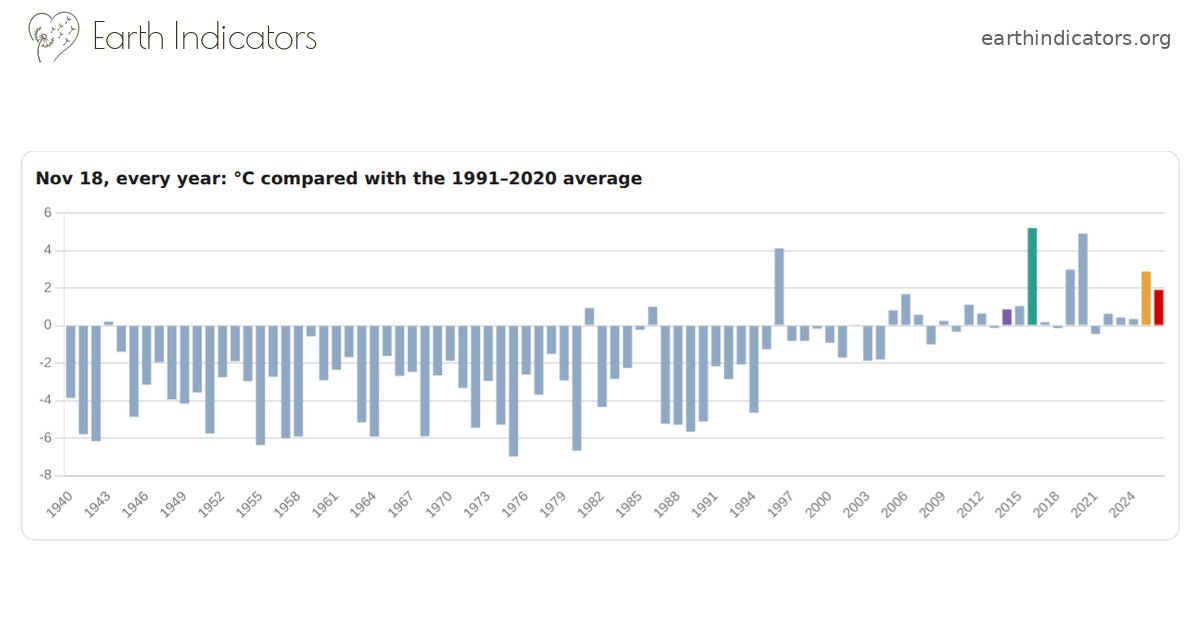 Earth Indicators
earthindicators.org
Nov 18, every year: °C compared with the 1991–2020 average
6
4
2
0
-2
-4
-6
-8
1940 1943 1946 1949 1952 1955 1958 1961 1964 1967 1970 1973 1976 1979 1982 1985 1988 1991 1994 1997 2000 2003 2006 2009 2012 2015 2018 2021 2024